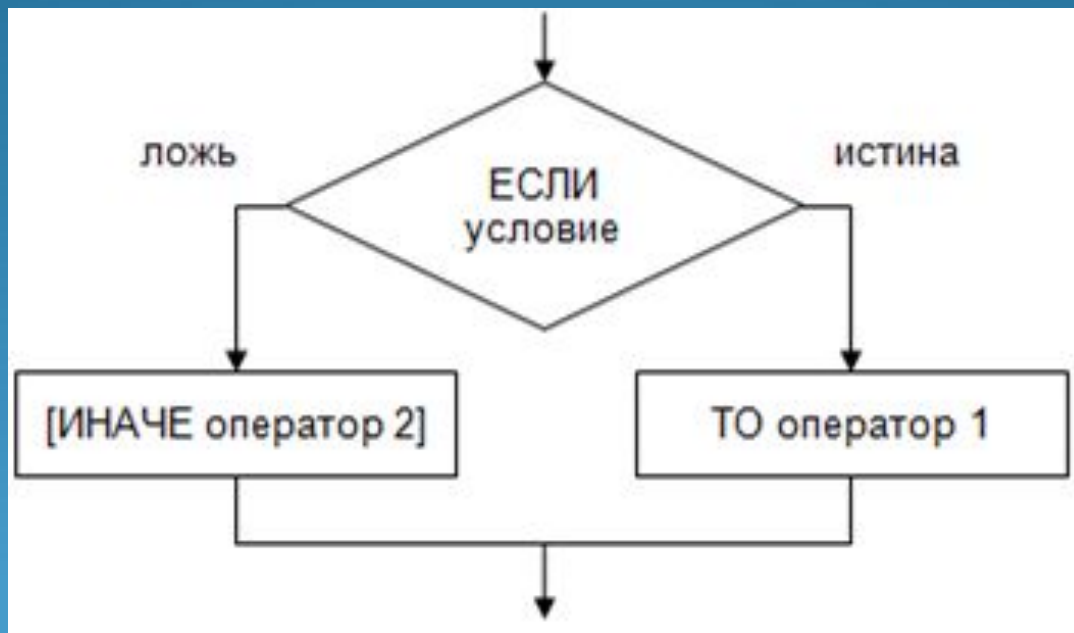 ложь
истина
ЕСЛИ
условие
[ИНАЧЕ оператор 2]
ТО оператор 1